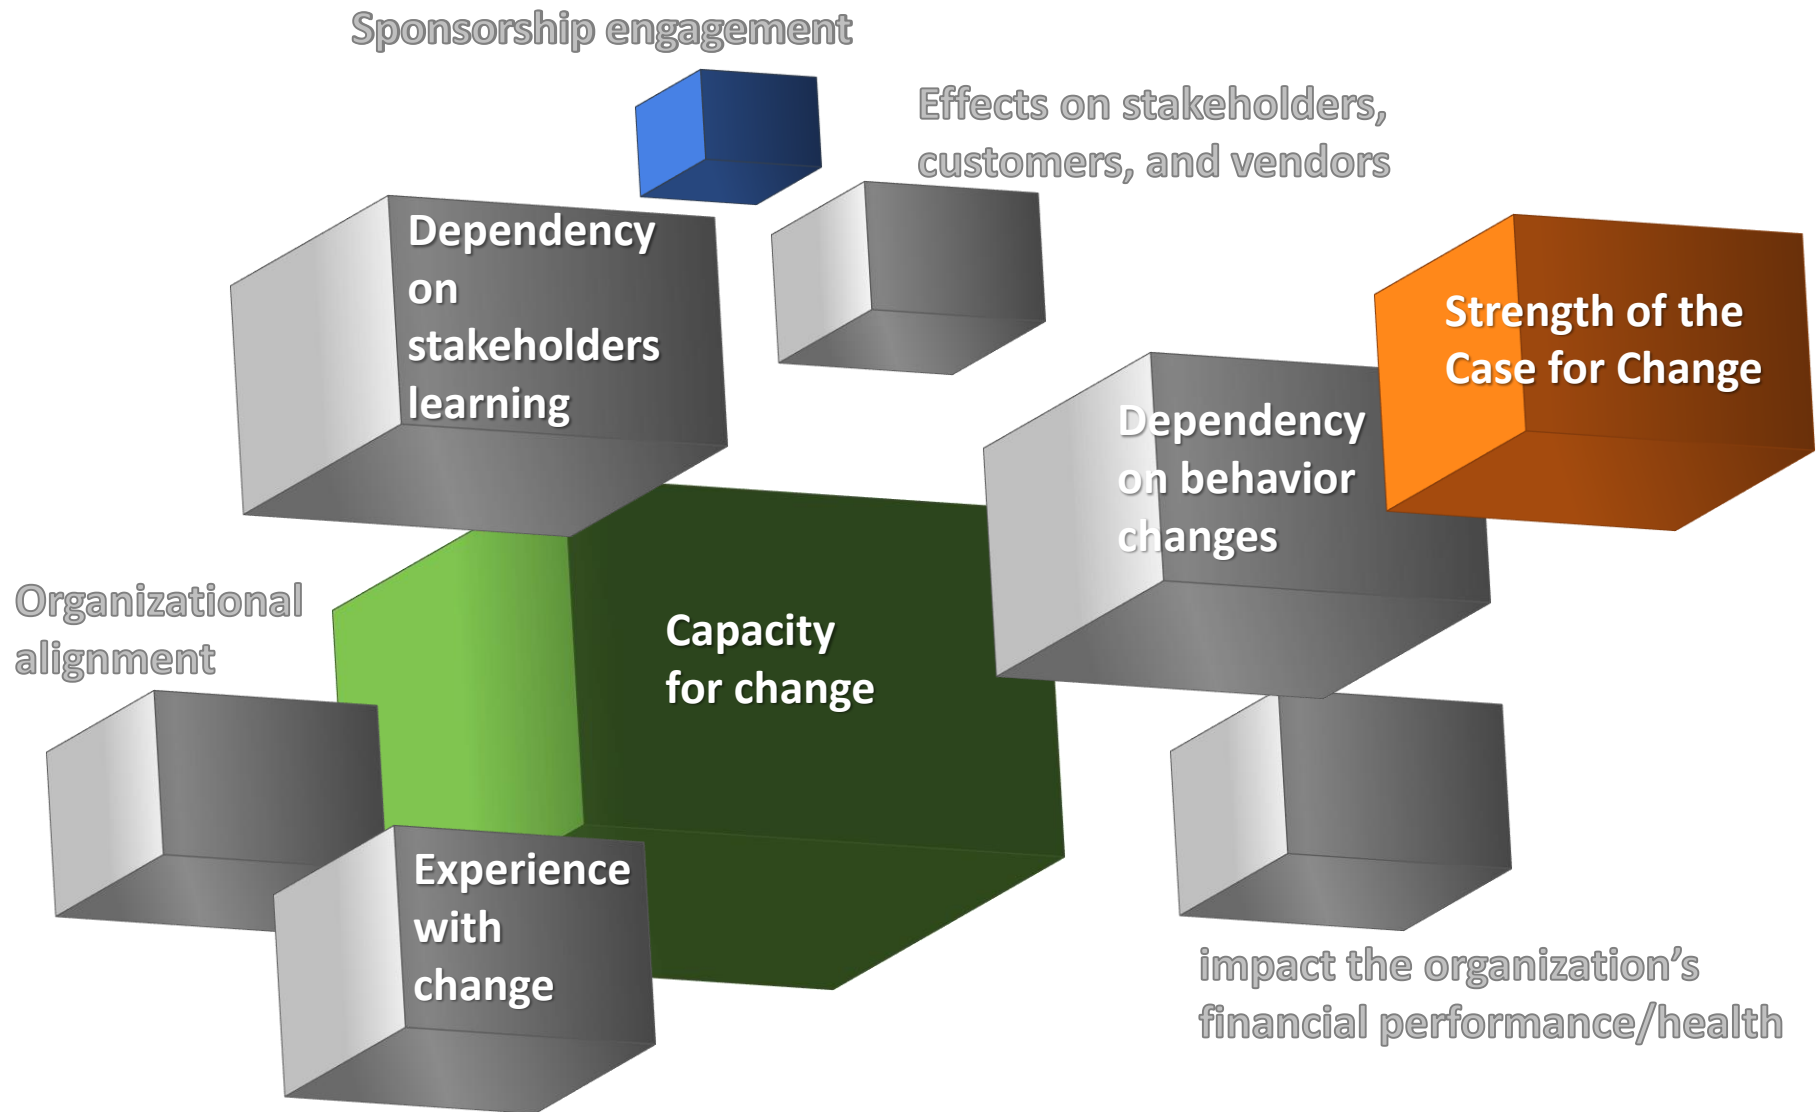 Sponsorship engagement
Effects on stakeholders,
customers, and vendors
Dependency
on
stakeholders
learning
Strength of the
Case for Change
Dependency
on behavior
changes
Organizational
alignment
Capacity
for change
Experience
with
change
impact the organization’s
financial performance/health